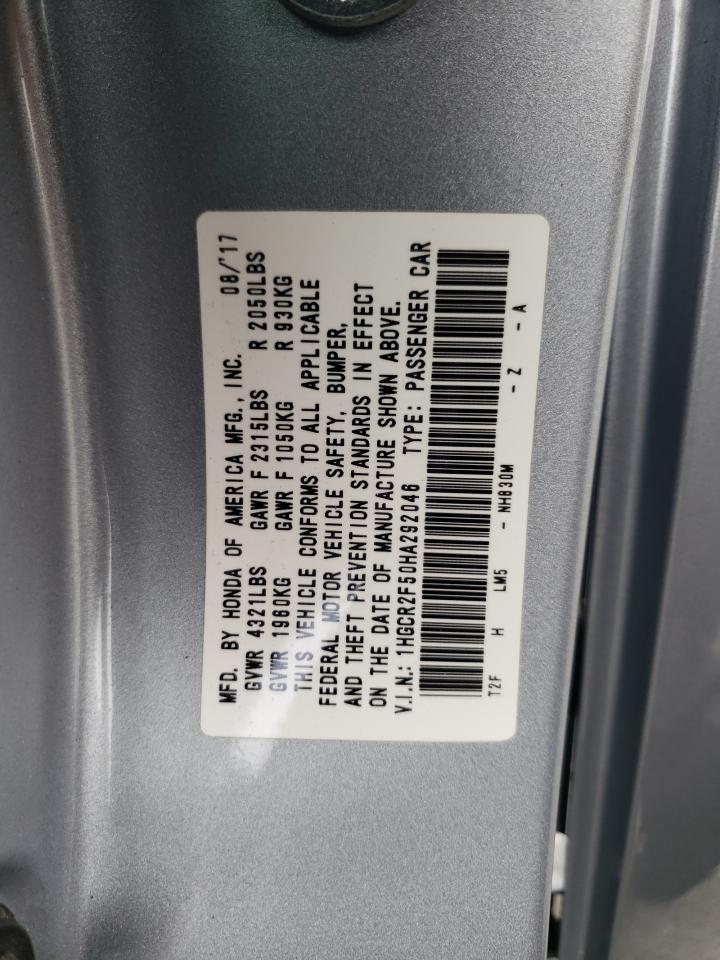 MFD. BY HONDA OF AMERICA MFG., INC. 08/'17
GVWR 4321LBS GAWR F 2315LBS R 2050LBS
GVWR 1960KG GAWR F 1050KG R 930KG
THIS VEHICLE CONFORMS TO ALL APPLICABLE
FEDERAL MOTOR VEHICLE SAFETY, BUMPER,
AND THEFT PREVENTION STANDARDS IN EFFECT
ON THE DATE OF MANUFACTURE SHOWN ABOVE.
V.I.N.: 1HGCR2F50HA292046 TYPE: PASSENGER CAR
T2F H LM5 - NH830M - Z - A